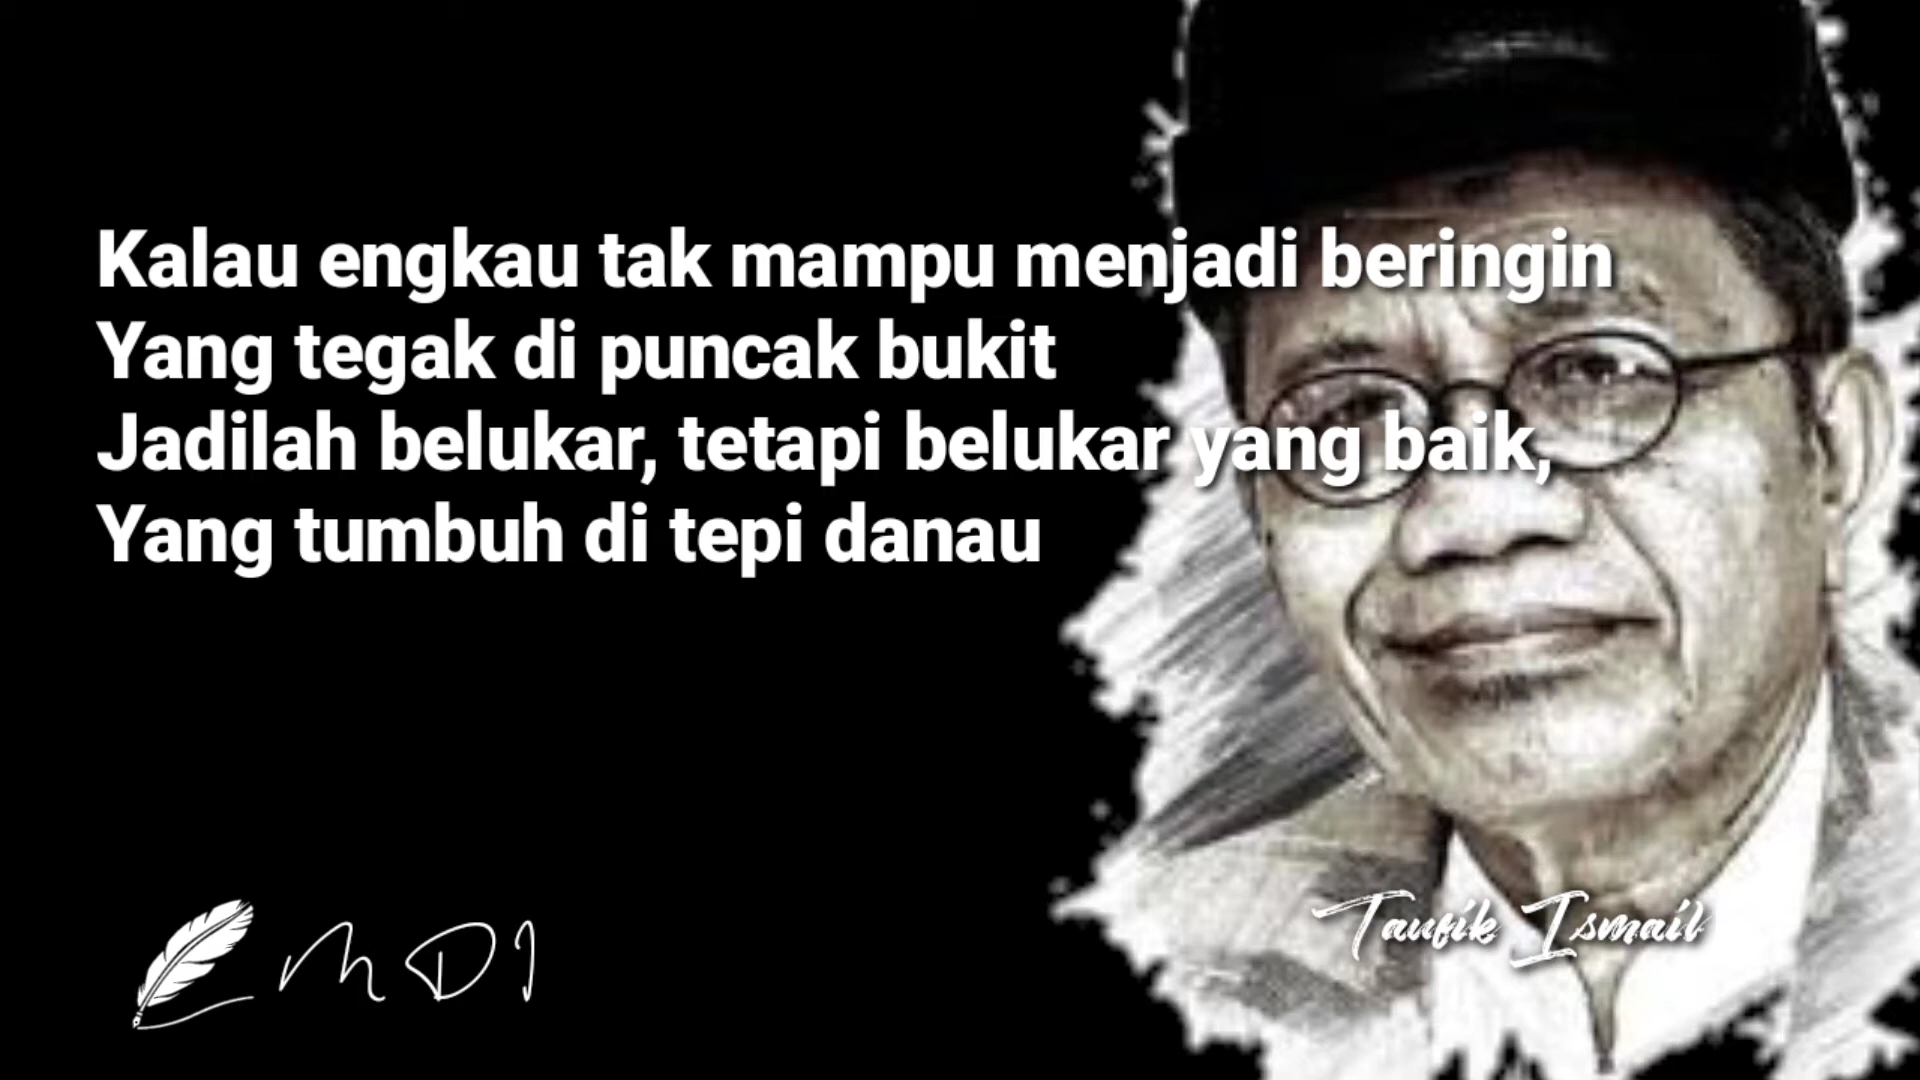 Kalau engkau tak mampu menjadi beringin
Yang tegak di puncak bukit
Jadilah belukar, tetapi belukar yang baik,
Yang tumbuh di tepi danau
Taufik Ismail
MDI